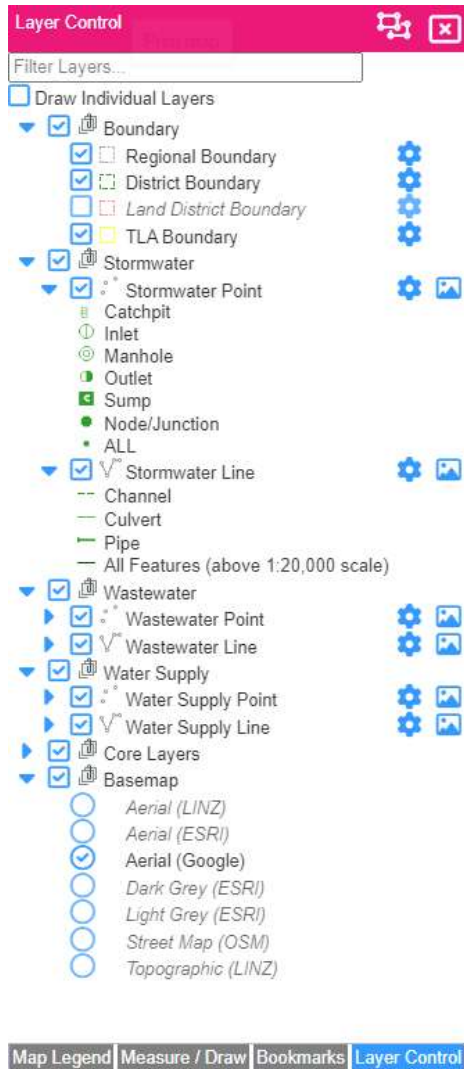 Layer Control
Filter Layers...
Draw Individual Layers
Boundary
Regional Boundary
District Boundary
Land District Boundary
TLA Boundary
Stormwater
Stormwater Point
Catchpit
Inlet
Manhole
Outlet
Sump
Node/Junction
ALL
Stormwater Line
Channel
Culvert
Pipe
All Features (above 1:20,000 scale)
Wastewater
Wastewater Point
Wastewater Line
Water Supply
Water Supply Point
Water Supply Line
Core Layers
Basemap
Aerial (LINZ)
Aerial (ESRI)
Aerial (Google)
Dark Grey (ESRI)
Light Grey (ESRI)
Street Map (OSM)
Topographic (LINZ)
Map Legend Measure / Draw Bookmarks Layer Control